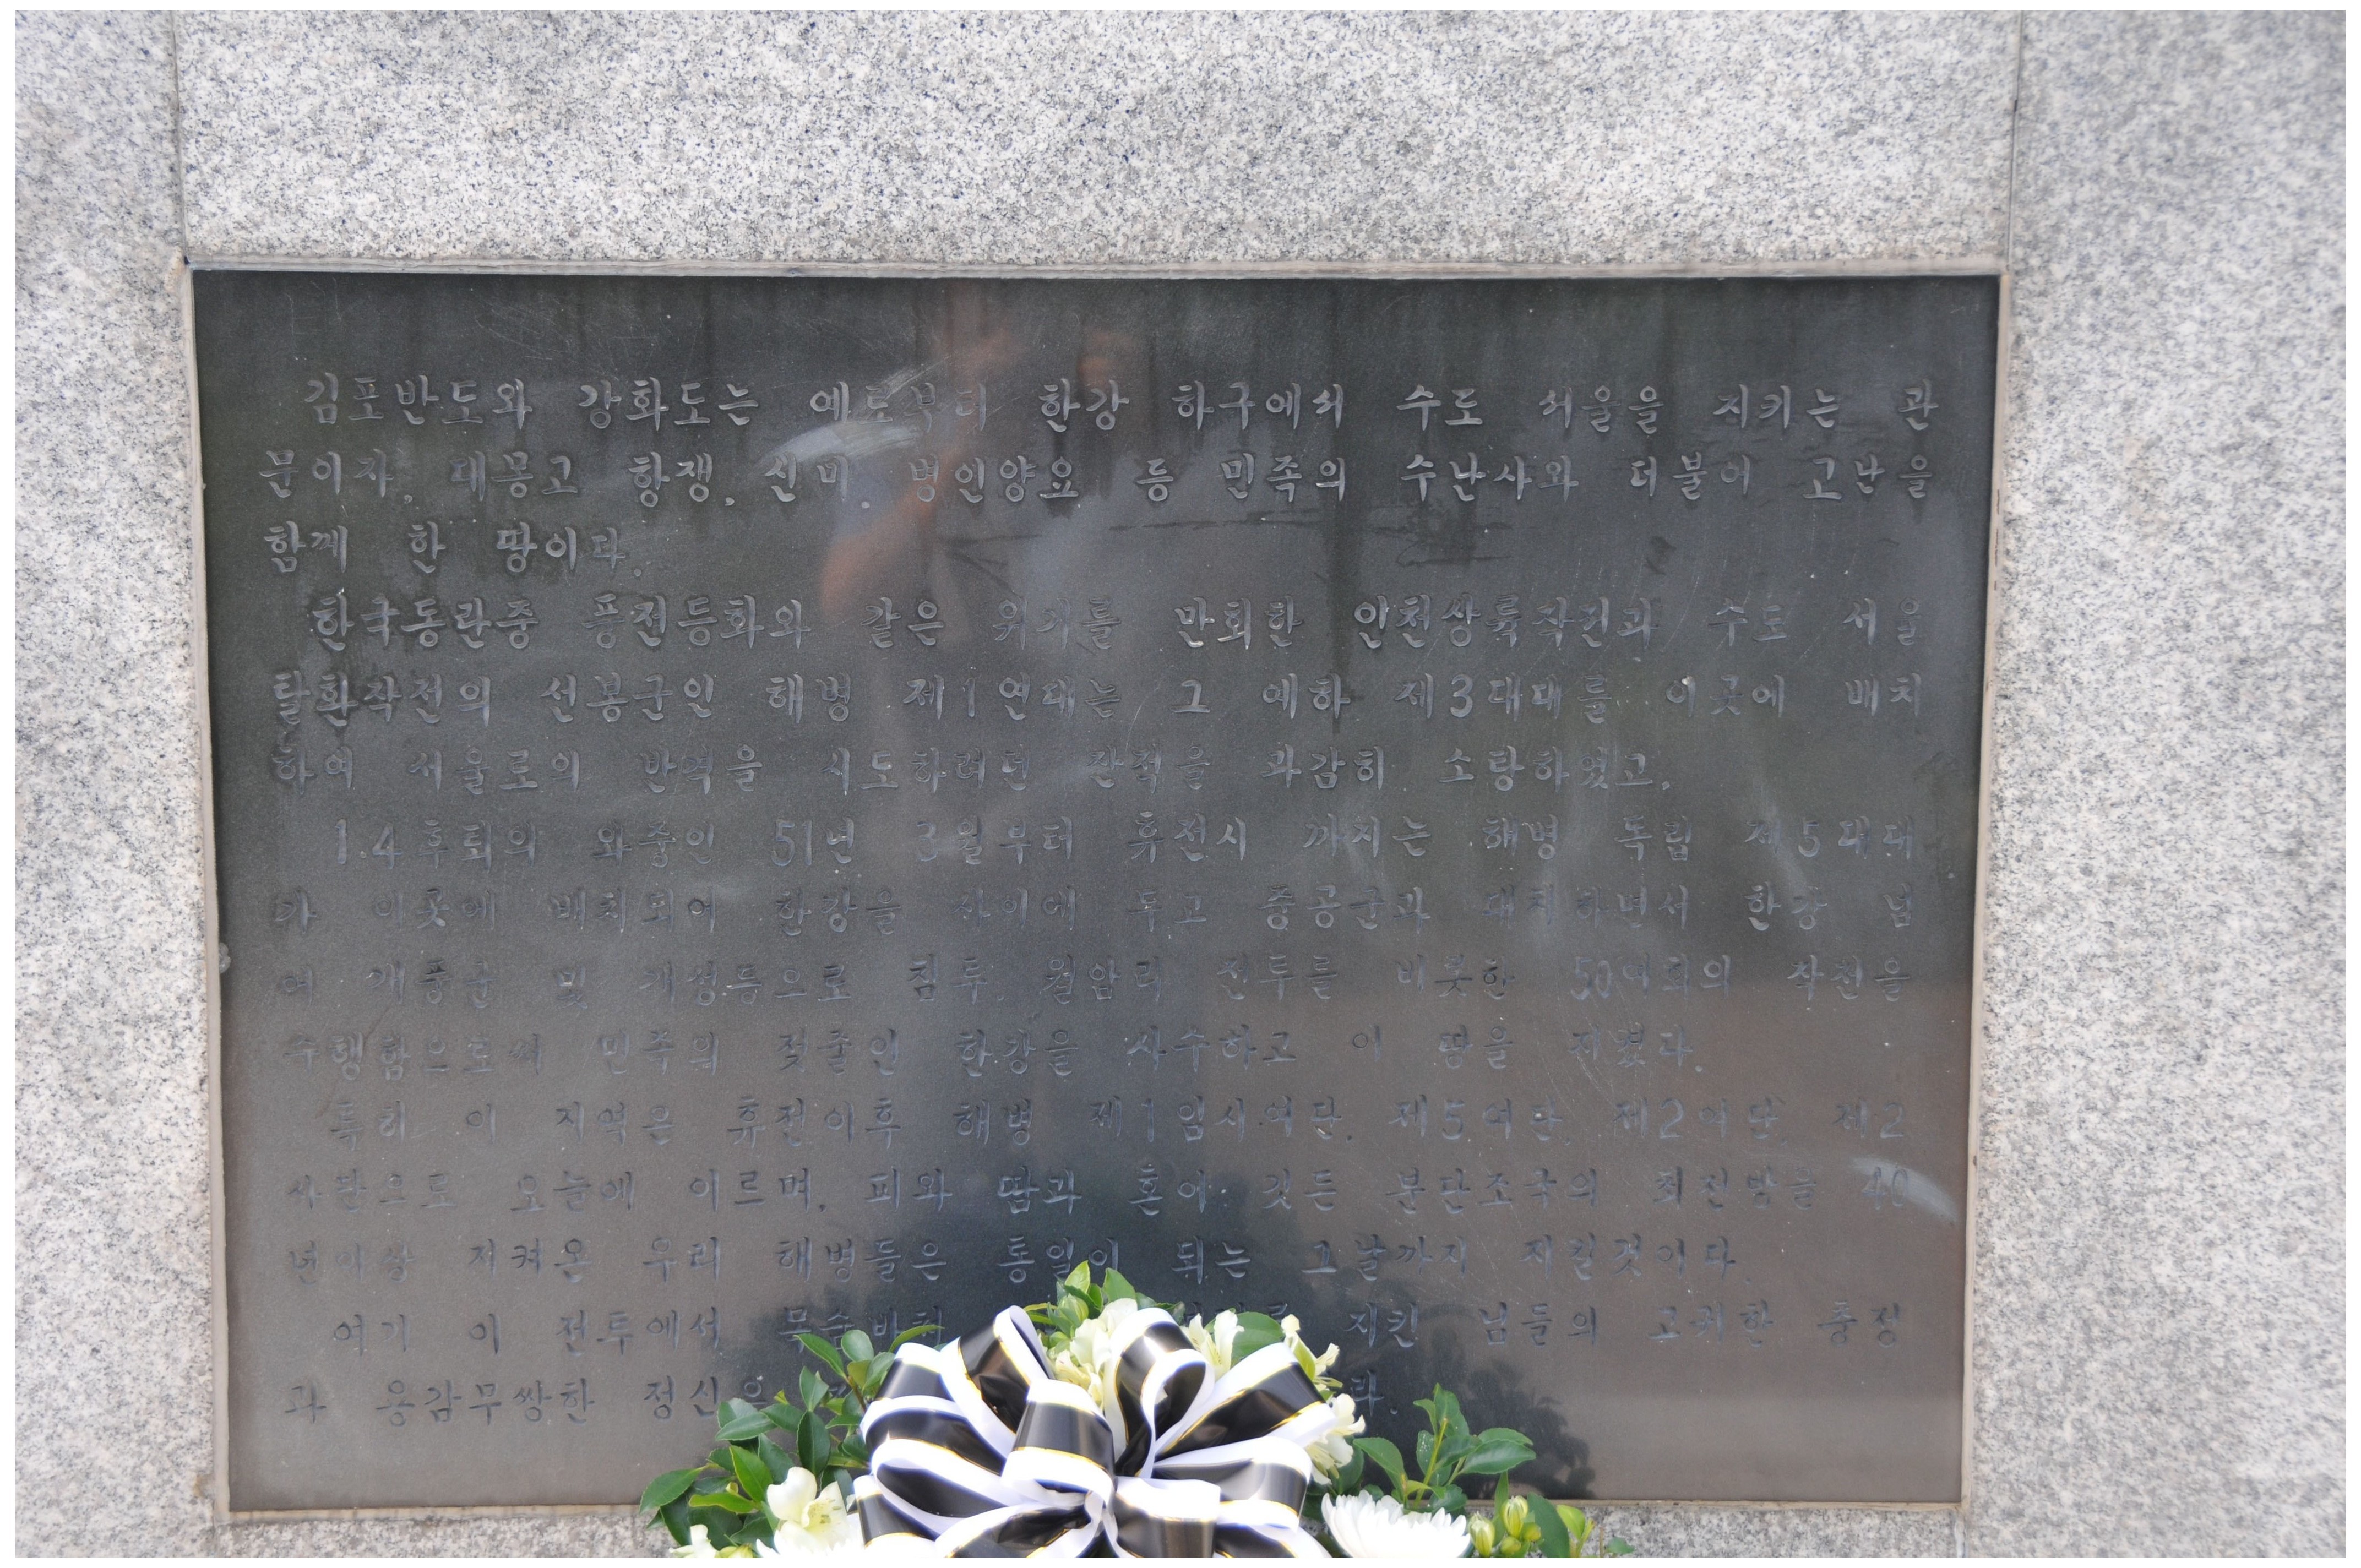 김포반도와 강화도는 예로부터 한강 하구에서 수도 서울을 지키는 관
문이자, 대몽고 항쟁, 신미, 병인양요 등 민족의 수난사와 더불어 고난을
함께 한 땅이다.
한국동란중 풍전등화와 같은 위기를 만회한 인천상륙작전과 수도 서울
탈환작전의 선봉군인 해병 제1연대는 그 예하 제3대대를 이곳에 배치
하여 서울로의 반역을 시도하려던 잔적을 과감히 소탕하였고,
1.4후퇴의 와중인 51년 3월부터 휴전시 까지는 해병 독립 제5대대
가 이곳에 배치되어 한강을 사이에 두고 중공군과 대치하면서 한강 넘
어 개풍군 및 개성등으로 침투, 월암리 전투를 비롯한 50여회의 작전을
수행함으로써 민족의 젖줄인 한강을 사수하고 이 땅을 지켰다.
특히 이 지역은 휴전이후 해병 제1임시여단, 제5여단, 제2여단, 제2
사단으로 오늘에 이르며, 피와 땀과 혼이 깃든 분단조국의 최전방을 40
년이상 지켜온 우리 해병들은 통일이 되는 그날까지 지킬것이다.
여기 이 전투에서 목숨바쳐 지킨 님들의 고귀한 충정
과 용감무쌍한